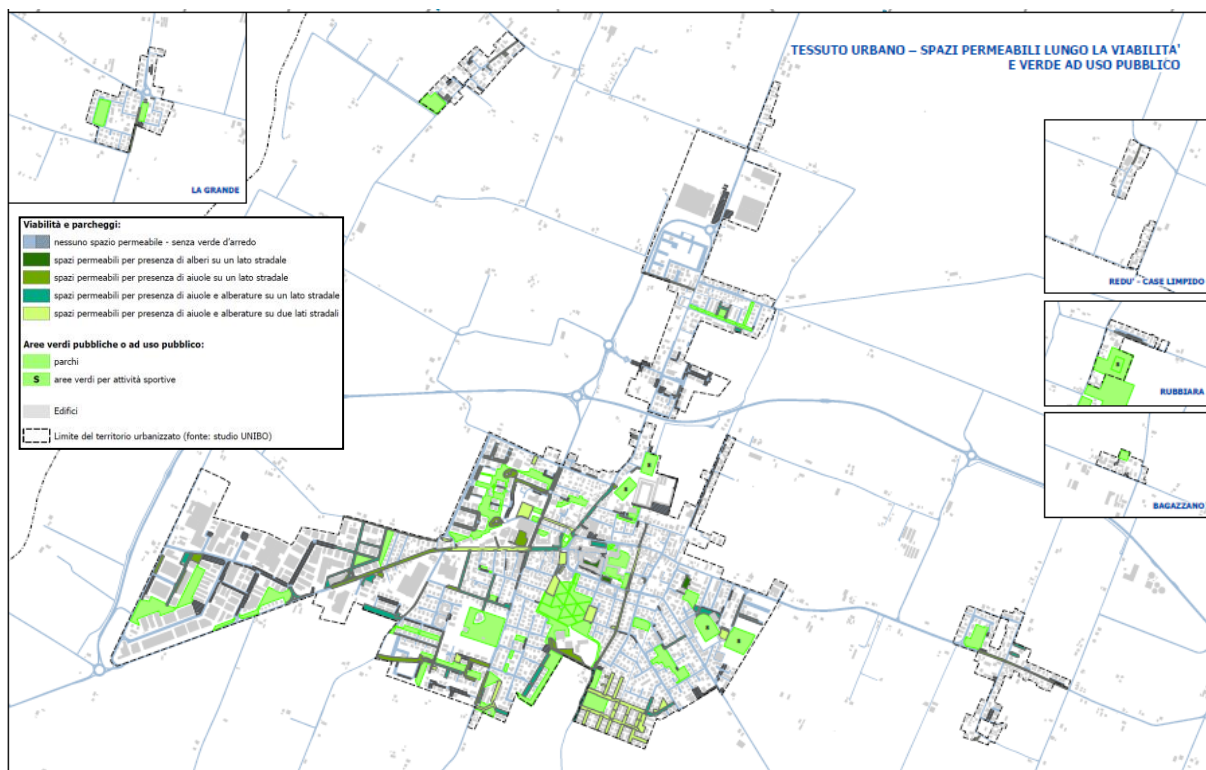 TESSUTO URBANO – SPAZI PERMEABILI LUNGO LA VIABILITA'
E VERDE AD USO PUBBLICO
LA GRANDE
Viabilità e parcheggi:
nessuno spazio permeabile - senza verde d'arredo
spazi permeabili per presenza di alberi su un lato stradale
spazi permeabili per presenza di aiuole su un lato stradale
spazi permeabili per presenza di aiuole e alberature su un lato stradale
spazi permeabili per presenza di aiuole e alberature su due lati stradali
Aree verdi pubbliche o ad uso pubblico:
parchi
S aree verdi per attività sportive
Edifici
Limite del territorio urbanizzato (fonte: studio UNIBO)
REDU' - CASE LIMPIDO
S
RUBBIARA
BAGAZZANO
S
S
S
S